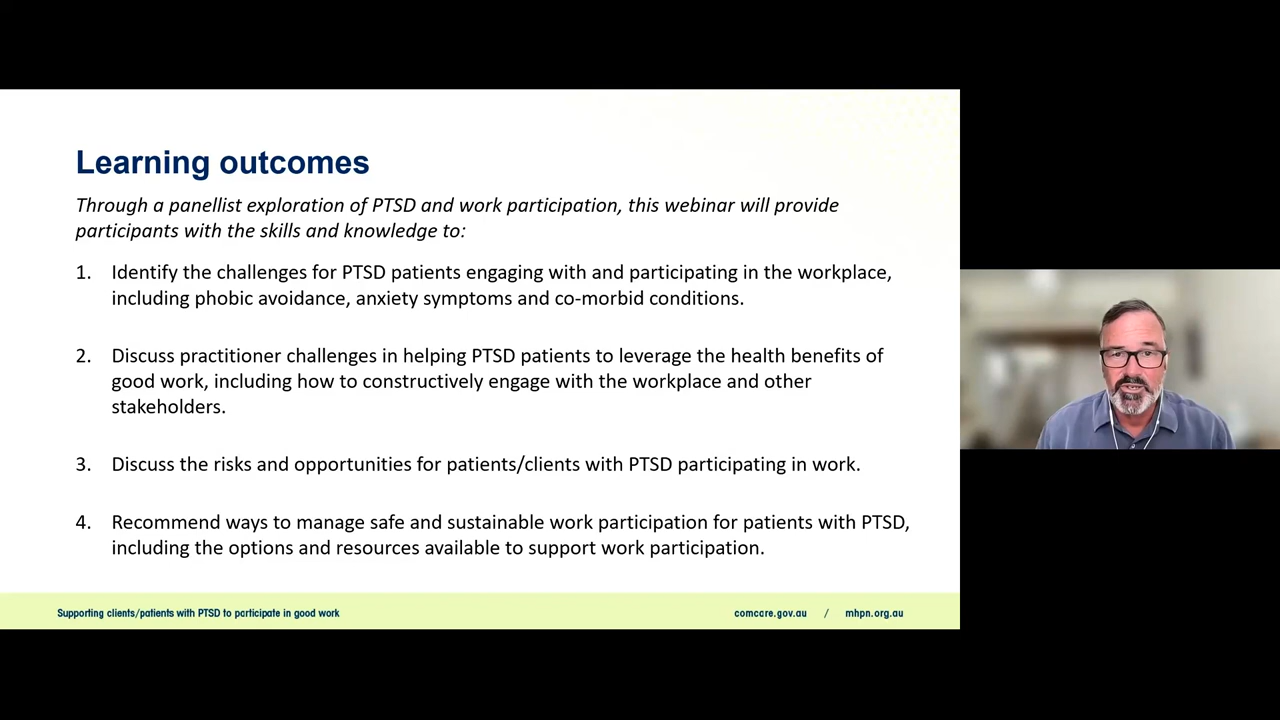 Learning outcomes
Through a panellist exploration of PTSD and work participation, this webinar will provide
participants with the skills and knowledge to:
1. Identify the challenges for PTSD patients engaging with and participating in the workplace,
including phobic avoidance, anxiety symptoms and co-morbid conditions.
2. Discuss practitioner challenges in helping PTSD patients to leverage the health benefits of
good work, including how to constructively engage with the workplace and other
stakeholders.
3. Discuss the risks and opportunities for patients/clients with PTSD participating in work.
4. Recommend ways to manage safe and sustainable work participation for patients with PTSD,
including the options and resources available to support work participation.
Supporting clients/patients with PTSD to participate in good work
comcare.gov.au / mhpn.org.au